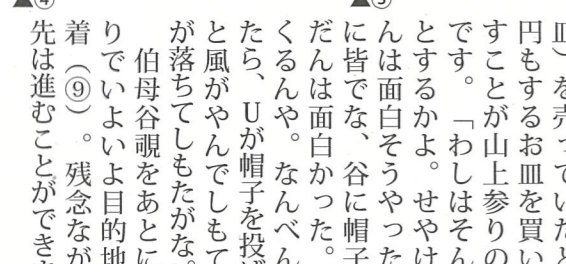 ▲⑤
▲④
皿）を売っていたと
円もするお皿を買い
すことが山上参りの
です。「わしはそん
とするかよ。せやけ
んは面白そうやった
に皆でな、谷に帽子
だんは面白かった。
くるんや。なんべん
たら、Uが帽子を投げ
と風がやんでしもて
が落ちてしもたがな。
伯母谷覗をあとに
りでいよいよ目的地
着（⑨）。残念なが
先は進むことができ